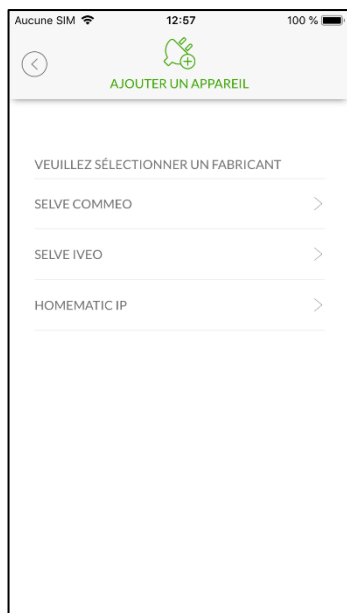 Aucune SIM 12:57 100 %
AJOUTER UN APPAREIL
VEUILLEZ SÉLECTIONNER UN FABRICANT
SELVE COMMEO
SELVE IVEO
HOMEMATIC IP